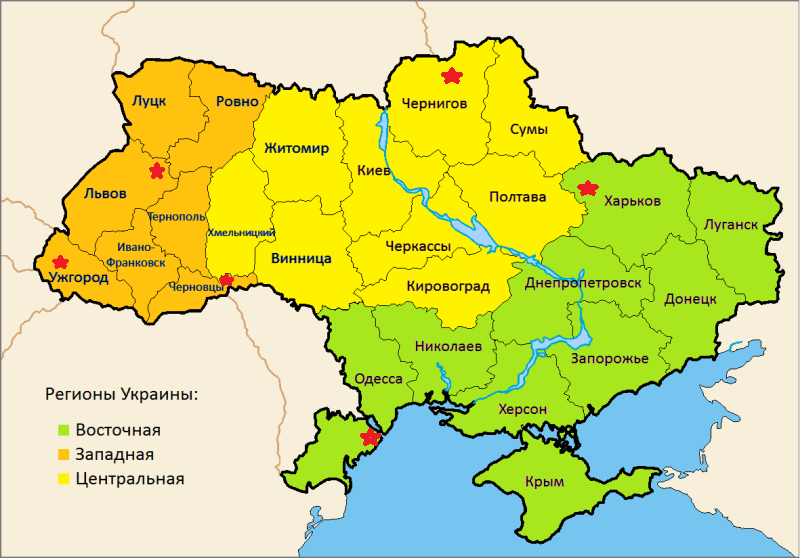 Луцк
Ровно
Чернигов
Сумы
Житомир
Киев
Львов
Тернополь
Хмельницкий
Полтава
Харьков
Луганск
Ивано-
Франковск
Ужгород
Черновцы
Винница
Черкассы
Кировоград
Днепропетровск
Донецк
Николаев
Запорожье
Одесса
Херсон
Крым
Регионы Украины:
Восточная
Западная
Центральная